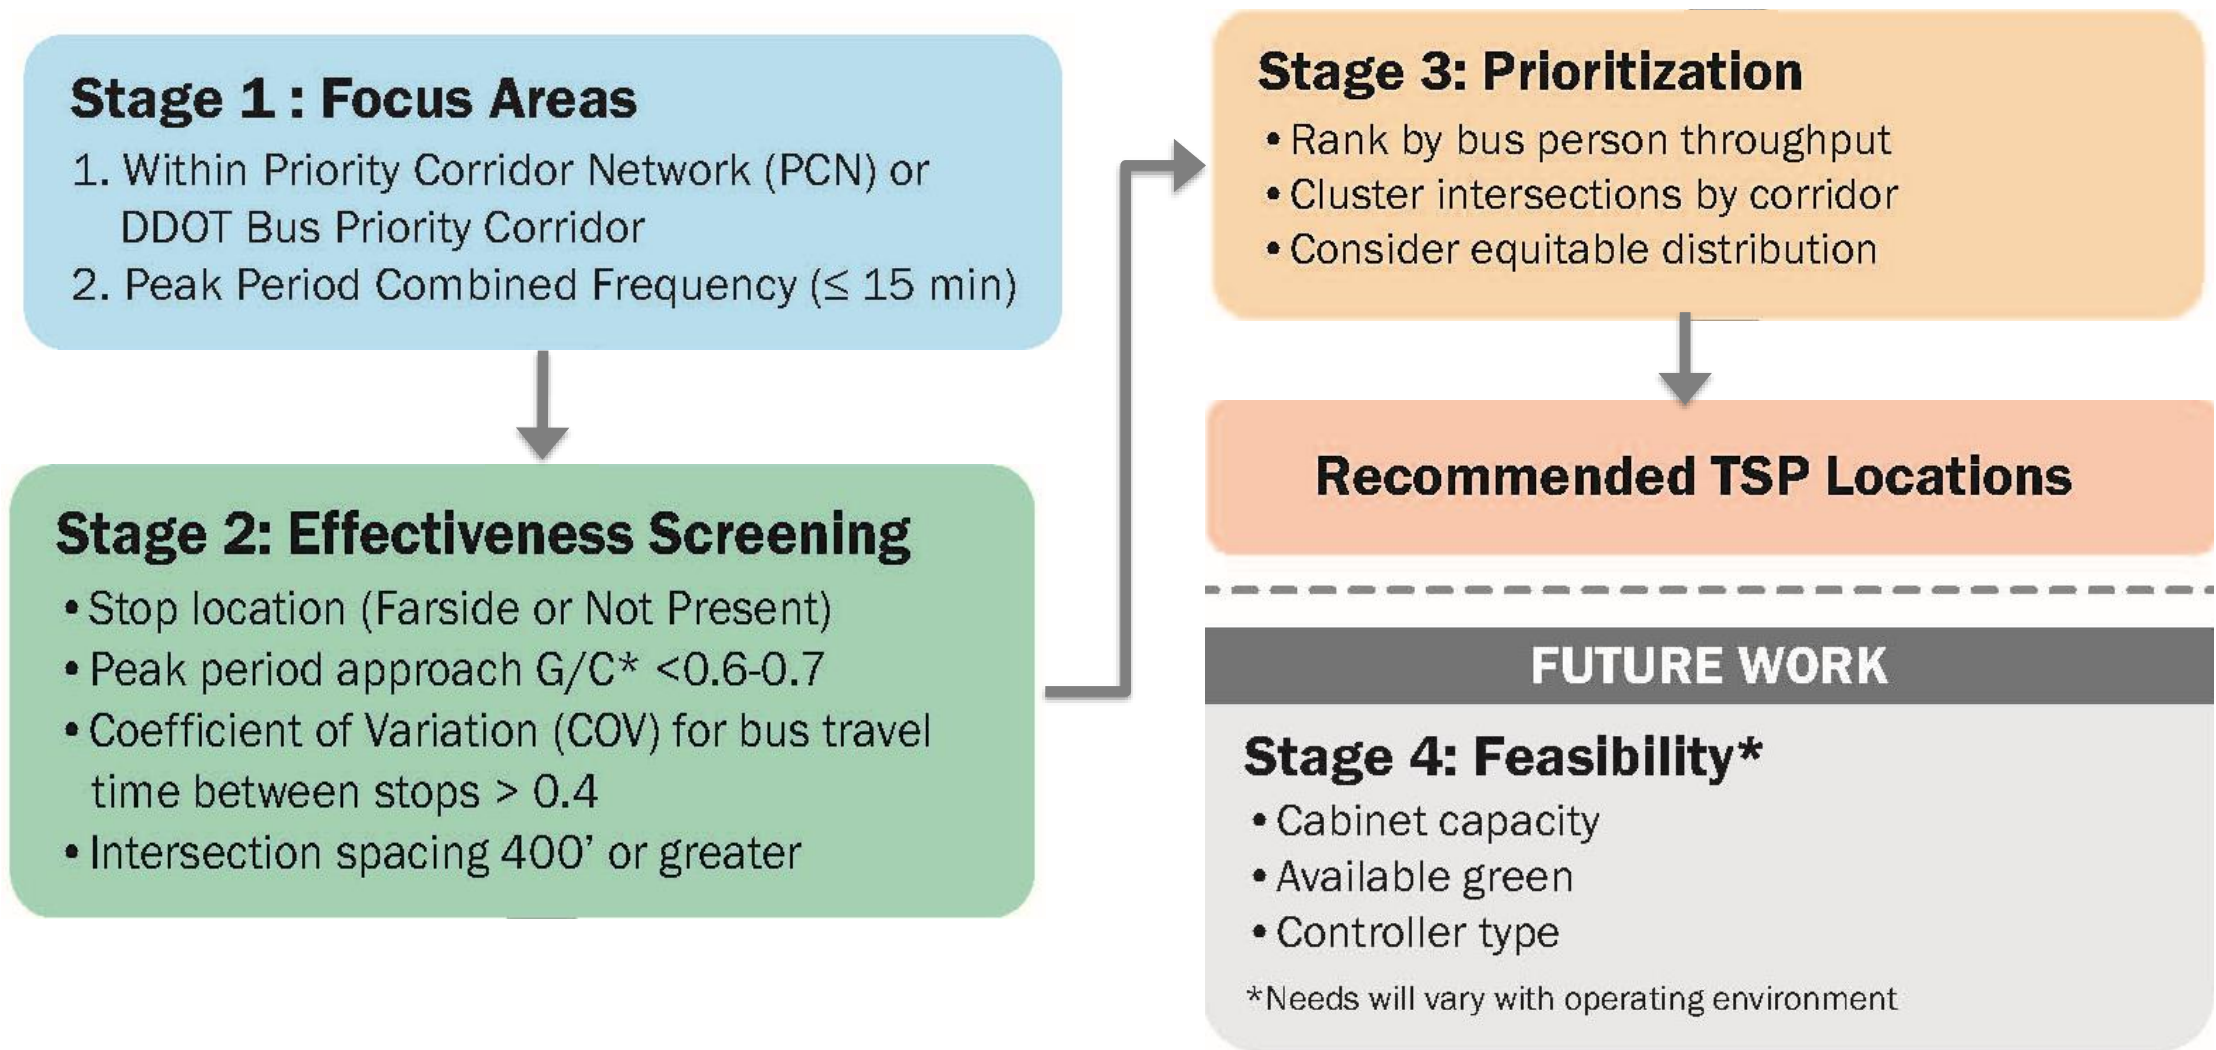 Stage 1 : Focus Areas
1. Within Priority Corridor Network (PCN) or
DDOT Bus Priority Corridor
2. Peak Period Combined Frequency (≤ 15 min)
Stage 2: Effectiveness Screening
• Stop location (Farside or Not Present)
• Peak period approach G/C* <0.6-0.7
• Coefficient of Variation (COV) for bus travel
time between stops > 0.4
• Intersection spacing 400’ or greater
Stage 3: Prioritization
• Rank by bus person throughput
• Cluster intersections by corridor
• Consider equitable distribution
Recommended TSP Locations
FUTURE WORK
Stage 4: Feasibility*
• Cabinet capacity
• Available green
• Controller type
*Needs will vary with operating environment